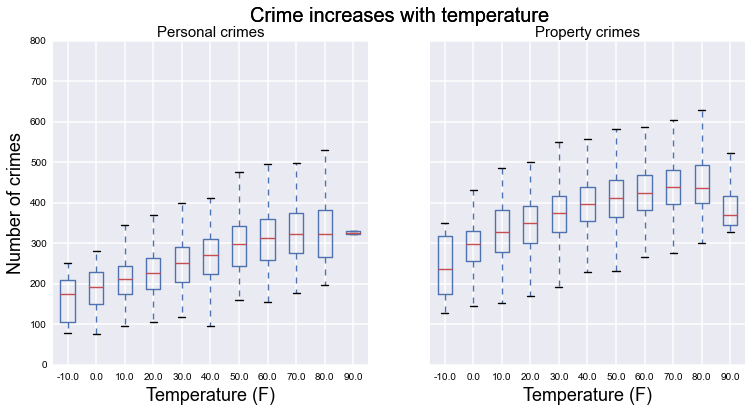 Crime increases with temperature
Personal crimes
Property crimes
Number of crimes
800
700
600
500
400
300
200
100
0
-10.0 0.0 10.0 20.0 30.0 40.0 50.0 60.0 70.0 80.0 90.0
-10.0 0.0 10.0 20.0 30.0 40.0 50.0 60.0 70.0 80.0 90.0
Temperature (F)
Temperature (F)